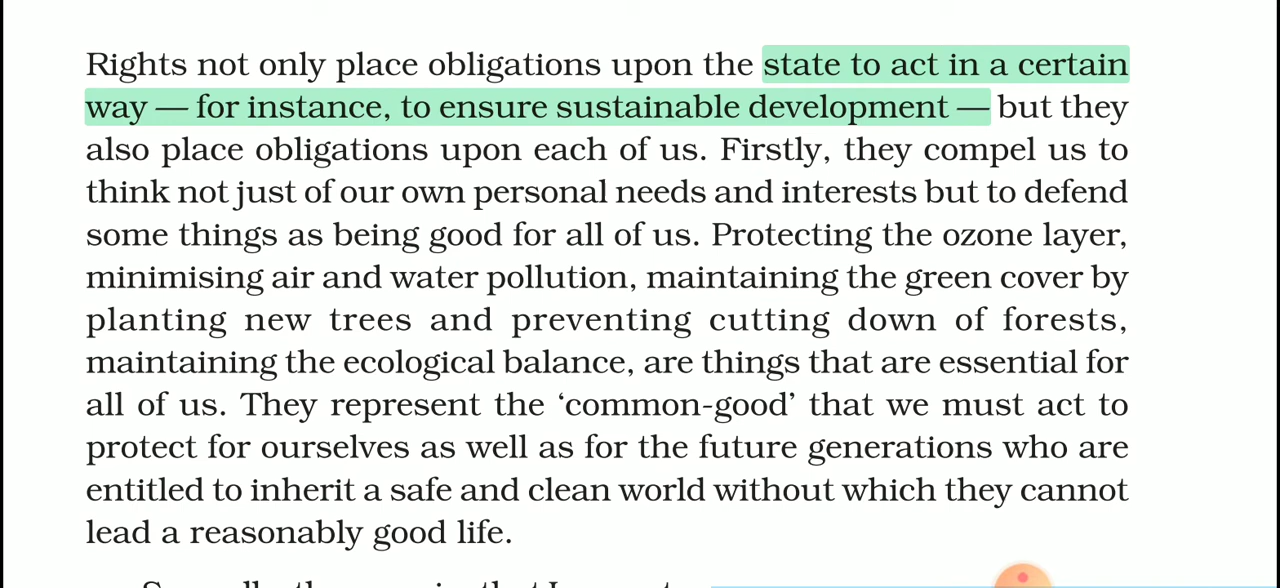 Rights not only place obligations upon the state to act in a certain
way — for instance, to ensure sustainable development — but they
also place obligations upon each of us. Firstly, they compel us to
think not just of our own personal needs and interests but to defend
some things as being good for all of us. Protecting the ozone layer,
minimising air and water pollution, maintaining the green cover by
planting new trees and preventing cutting down of forests,
maintaining the ecological balance, are things that are essential for
all of us. They represent the ‘common-good’ that we must act to
protect for ourselves as well as for the future generations who are
entitled to inherit a safe and clean world without which they cannot
lead a reasonably good life.